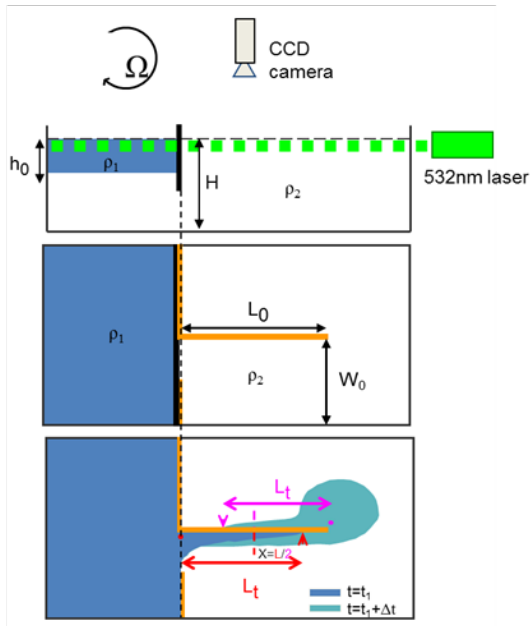 Ω
CCD
camera
h₀
ρ₁
H
ρ₂
532nm laser
ρ₁
L₀
ρ₂
W₀
Lₜ
X=L/2
Lₜ
t=t₁
t=t₁+Δt